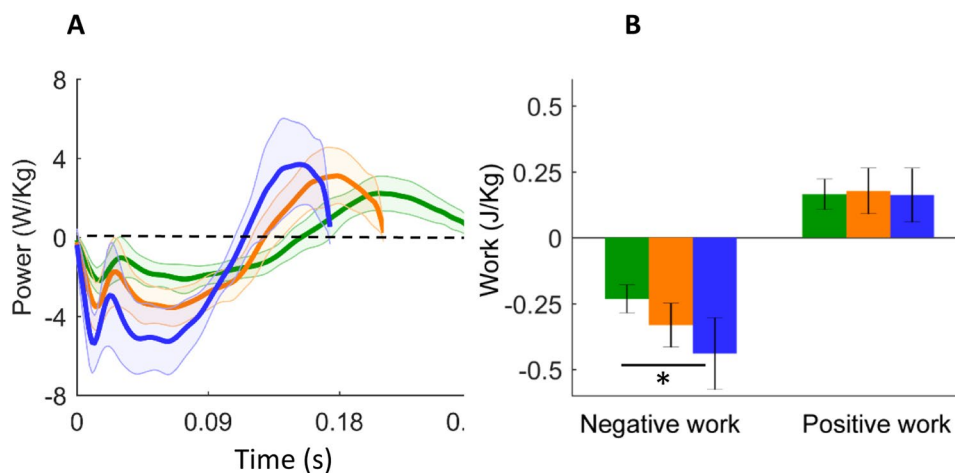 A
B
Power (W/Kg)
8
4
0
-4
-8
0
0.09
0.18
0.
Time (s)
Work (J/Kg)
0.5
0.25
0
-0.25
-0.5
*
Negative work
Positive work